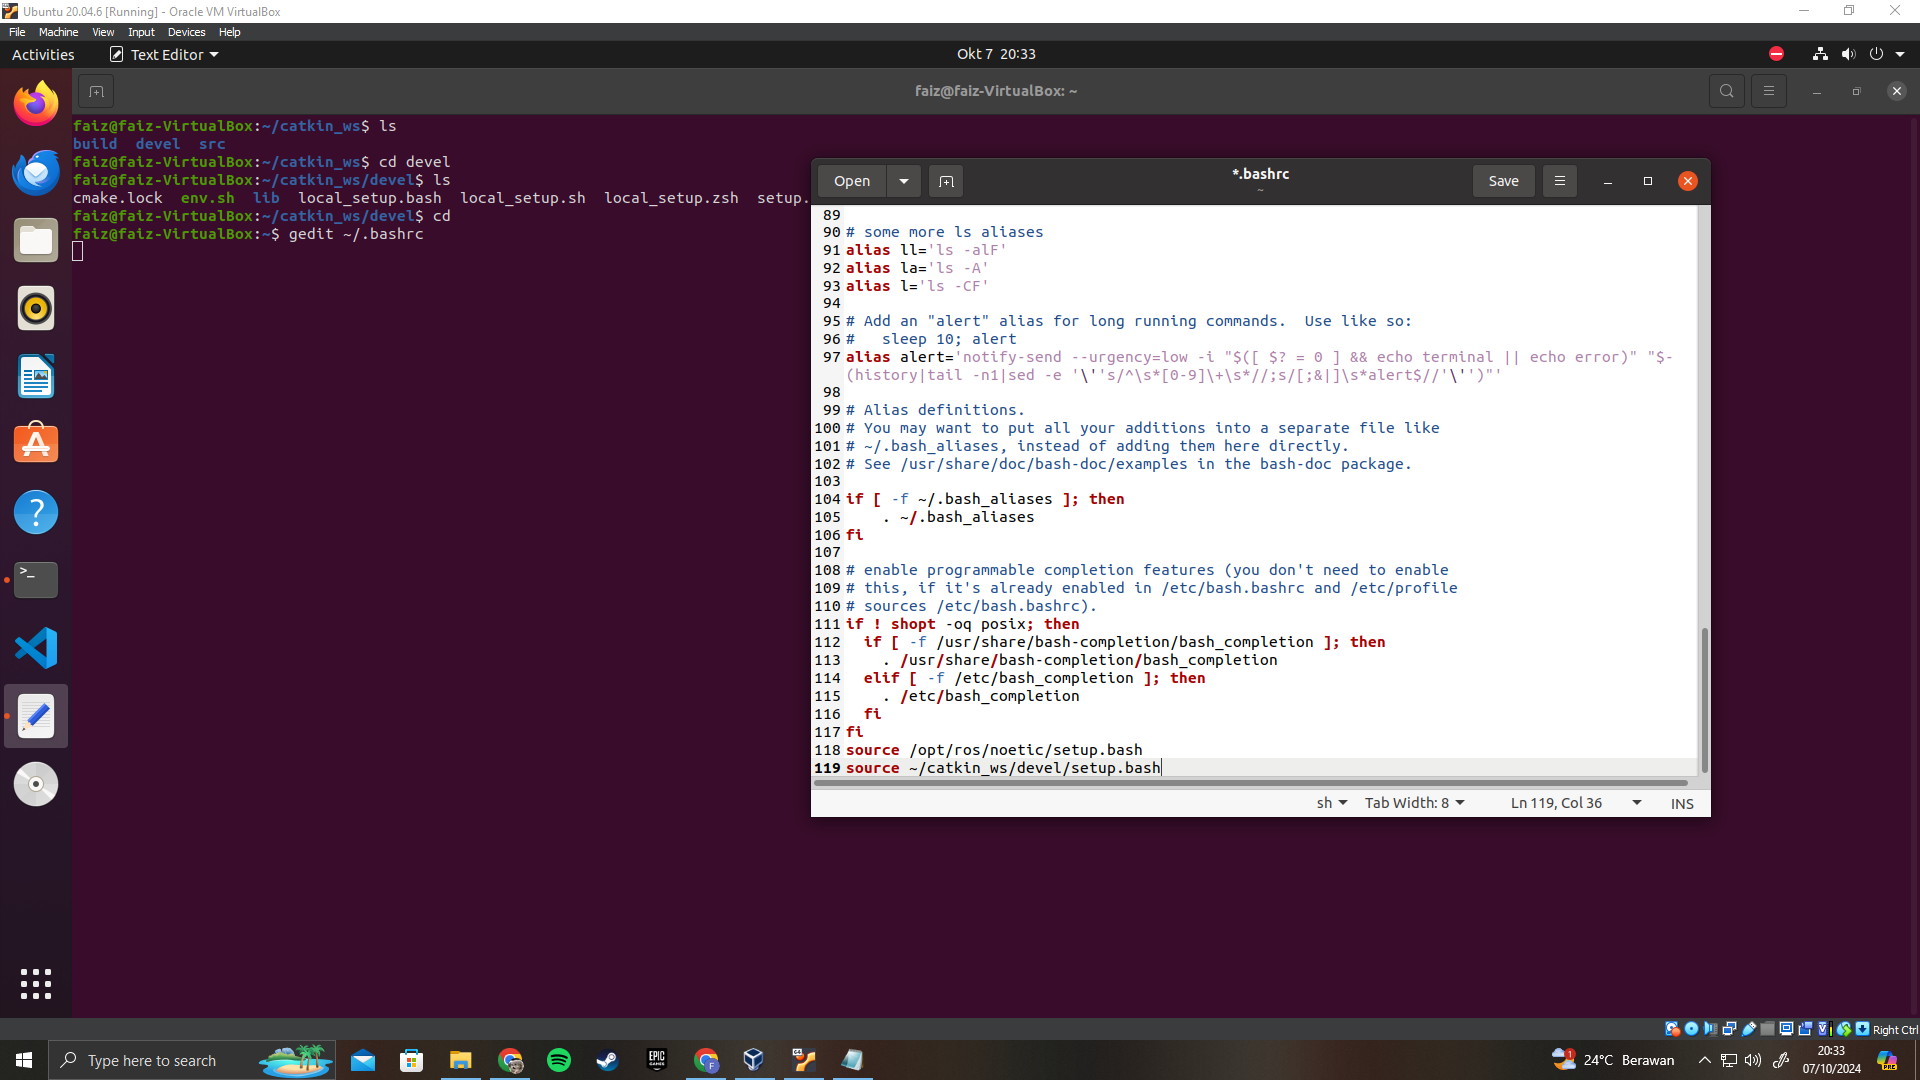 Ubuntu 20.04.6 [Running] - Oracle VM VirtualBox
File Machine View Input Devices Help
Activities Text Editor Okt 7 20:33
faiz@faiz-VirtualBox: ~
faiz@faiz-VirtualBox:~/catkin_ws$ ls
build devel src
faiz@faiz-VirtualBox:~/catkin_ws$ cd devel
faiz@faiz-VirtualBox:~/catkin_ws/devel$ ls
cmake.lock env.sh lib local_setup.bash local_setup.sh local_setup.zsh setup.
faiz@faiz-VirtualBox:~/catkin_ws/devel$ cd
faiz@faiz-VirtualBox:~$ gedit ~/.bashrc
Open *.bashrc Save
~
89
90 # some more ls aliases
91 alias ll='ls -alF'
92 alias la='ls -A'
93 alias l='ls -CF'
94
95 # Add an "alert" alias for long running commands.  Use like so:
96 #   sleep 10; alert
97 alias alert='notify-send --urgency=low -i "$([ $? = 0 ] && echo terminal || echo error)" "$-
(history|tail -n1|sed -e '\''s/^\s*[0-9]\+\s*//;s/[;&|]\s*alert$//'\'')"'
98
99 # Alias definitions.
100 # You may want to put all your additions into a separate file like
101 # ~/.bash_aliases, instead of adding them here directly.
102 # See /usr/share/doc/bash-doc/examples in the bash-doc package.
103
104 if [ -f ~/.bash_aliases ]; then
105     . ~/.bash_aliases
106 fi
107
108 # enable programmable completion features (you don't need to enable
109 # this, if it's already enabled in /etc/bash.bashrc and /etc/profile
110 # sources /etc/bash.bashrc).
111 if ! shopt -oq posix; then
112   if [ -f /usr/share/bash-completion/bash_completion ]; then
113     . /usr/share/bash-completion/bash_completion
114   elif [ -f /etc/bash_completion ]; then
115     . /etc/bash_completion
116   fi
117 fi
118 source /opt/ros/noetic/setup.bash
119 source ~/catkin_ws/devel/setup.bash
sh Tab Width: 8 Ln 119, Col 36 INS
Right Ctrl
Type here to search
EPIC GAMES
F
1
24°C Berawan
20:33
07/10/2024
PRE